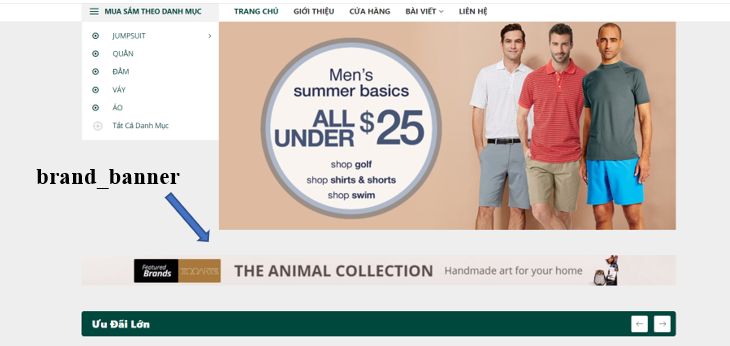 MUA SẮM THEO DANH MỤC
TRANG CHỦ GIỚI THIỆU CỬA HÀNG BÀI VIẾT LIÊN HỆ
JUMPSUIT
QUẦN
ĐẦM
VÁY
ÁO
Tất Cả Danh Mục
Men's
summer basics
ALL
UNDER $25
shop golf
shop shirts & shorts
shop swim
brand_banner
Featured
Brands
THE ANIMAL COLLECTION Handmade art for your home
Ưu Đãi Lớn